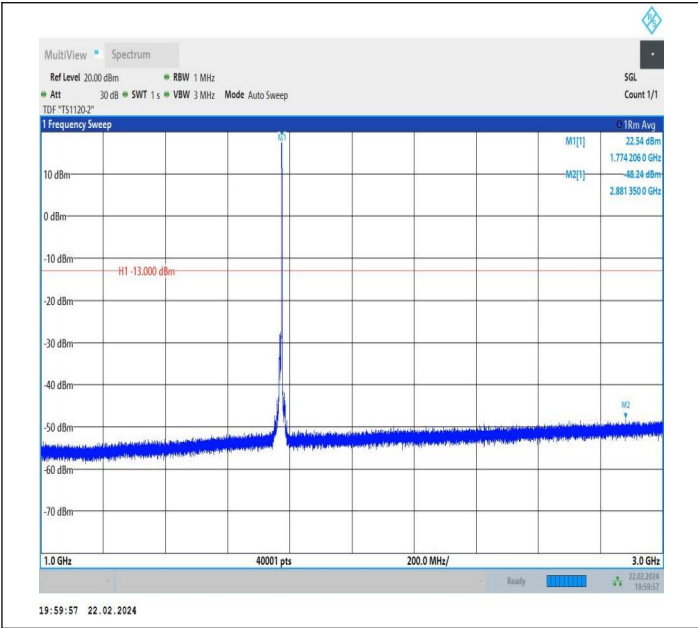 R S
MultiView Spectrum
Ref Level 20.00 dBm RBW 1 MHz SGL
Att 30 dB SWT 1 s VBW 3 MHz Mode Auto Sweep Count 1/1
TDF "TS1120-2"
1 Frequency Sweep 1Rm Avg
M1 M1[1] 22.54 dBm
1.774 206 0 GHz
10 dBm M2[1] -48.24 dBm
2.881 350 0 GHz
0 dBm
-10 dBm
H1 -13.000 dBm
-20 dBm
-30 dBm
-40 dBm
M2
-50 dBm
-60 dBm
-70 dBm
1.0 GHz 40001 pts 200.0 MHz/ 3.0 GHz
Ready 22.02.2024
19:59:57
19:59:57 22.02.2024